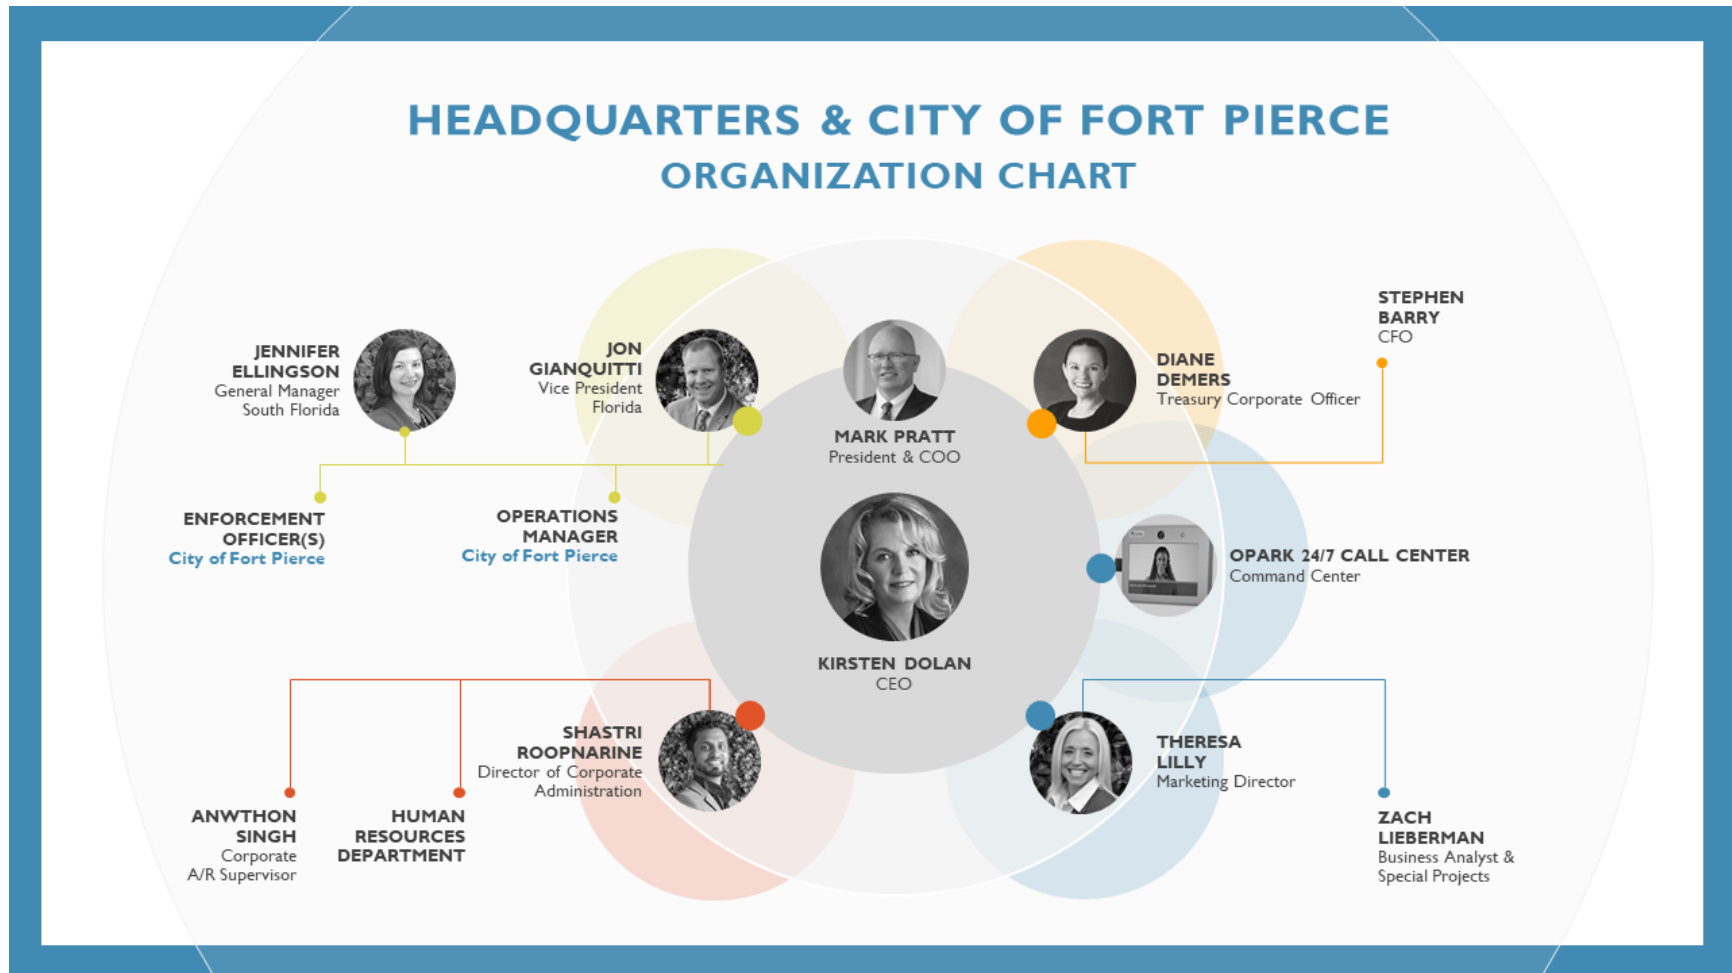 HEADQUARTERS & CITY OF FORT PIERCE
ORGANIZATION CHART
JENNIFER
ELLINGSON
General Manager
South Florida
JON
GIANQUITTI
Vice President
Florida
MARK PRATT
President & COO
DIANE
DEMERS
Treasury Corporate Officer
STEPHEN
BARRY
CFO
ENFORCEMENT
OFFICER(S)
City of Fort Pierce
OPERATIONS
MANAGER
City of Fort Pierce
KIRSTEN DOLAN
CEO
OPARK 24/7 CALL CENTER
Command Center
SHASTRI
ROOPNARINE
Director of Corporate
Administration
THERESA
LILLY
Marketing Director
ANWTHON
SINGH
Corporate
A/R Supervisor
HUMAN
RESOURCES
DEPARTMENT
ZACH
LIEBERMAN
Business Analyst &
Special Projects